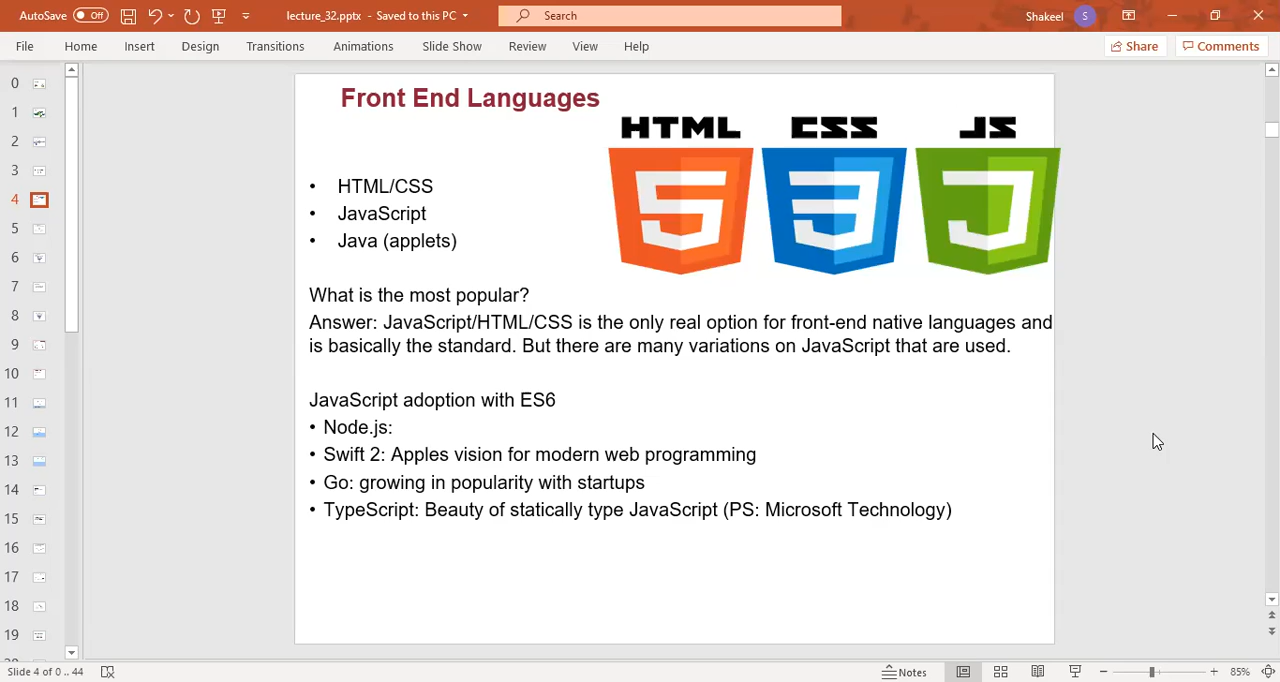 AutoSave Off lecture_32.pptx - Saved to this PC Search Shakeel S
File Home Insert Design Transitions Animations Slide Show Review View Help Share Comments
0
1
2
3
4
5
6
7
8
9
10
11
12
13
14
15
16
17
18
19
Front End Languages
HTML CSS JS
• HTML/CSS
• JavaScript
• Java (applets)
What is the most popular?
Answer: JavaScript/HTML/CSS is the only real option for front-end native languages and
is basically the standard. But there are many variations on JavaScript that are used.
JavaScript adoption with ES6
• Node.js:
• Swift 2: Apples vision for modern web programming
• Go: growing in popularity with startups
• TypeScript: Beauty of statically type JavaScript (PS: Microsoft Technology)
Slide 4 of 0 .. 44 Notes 85%